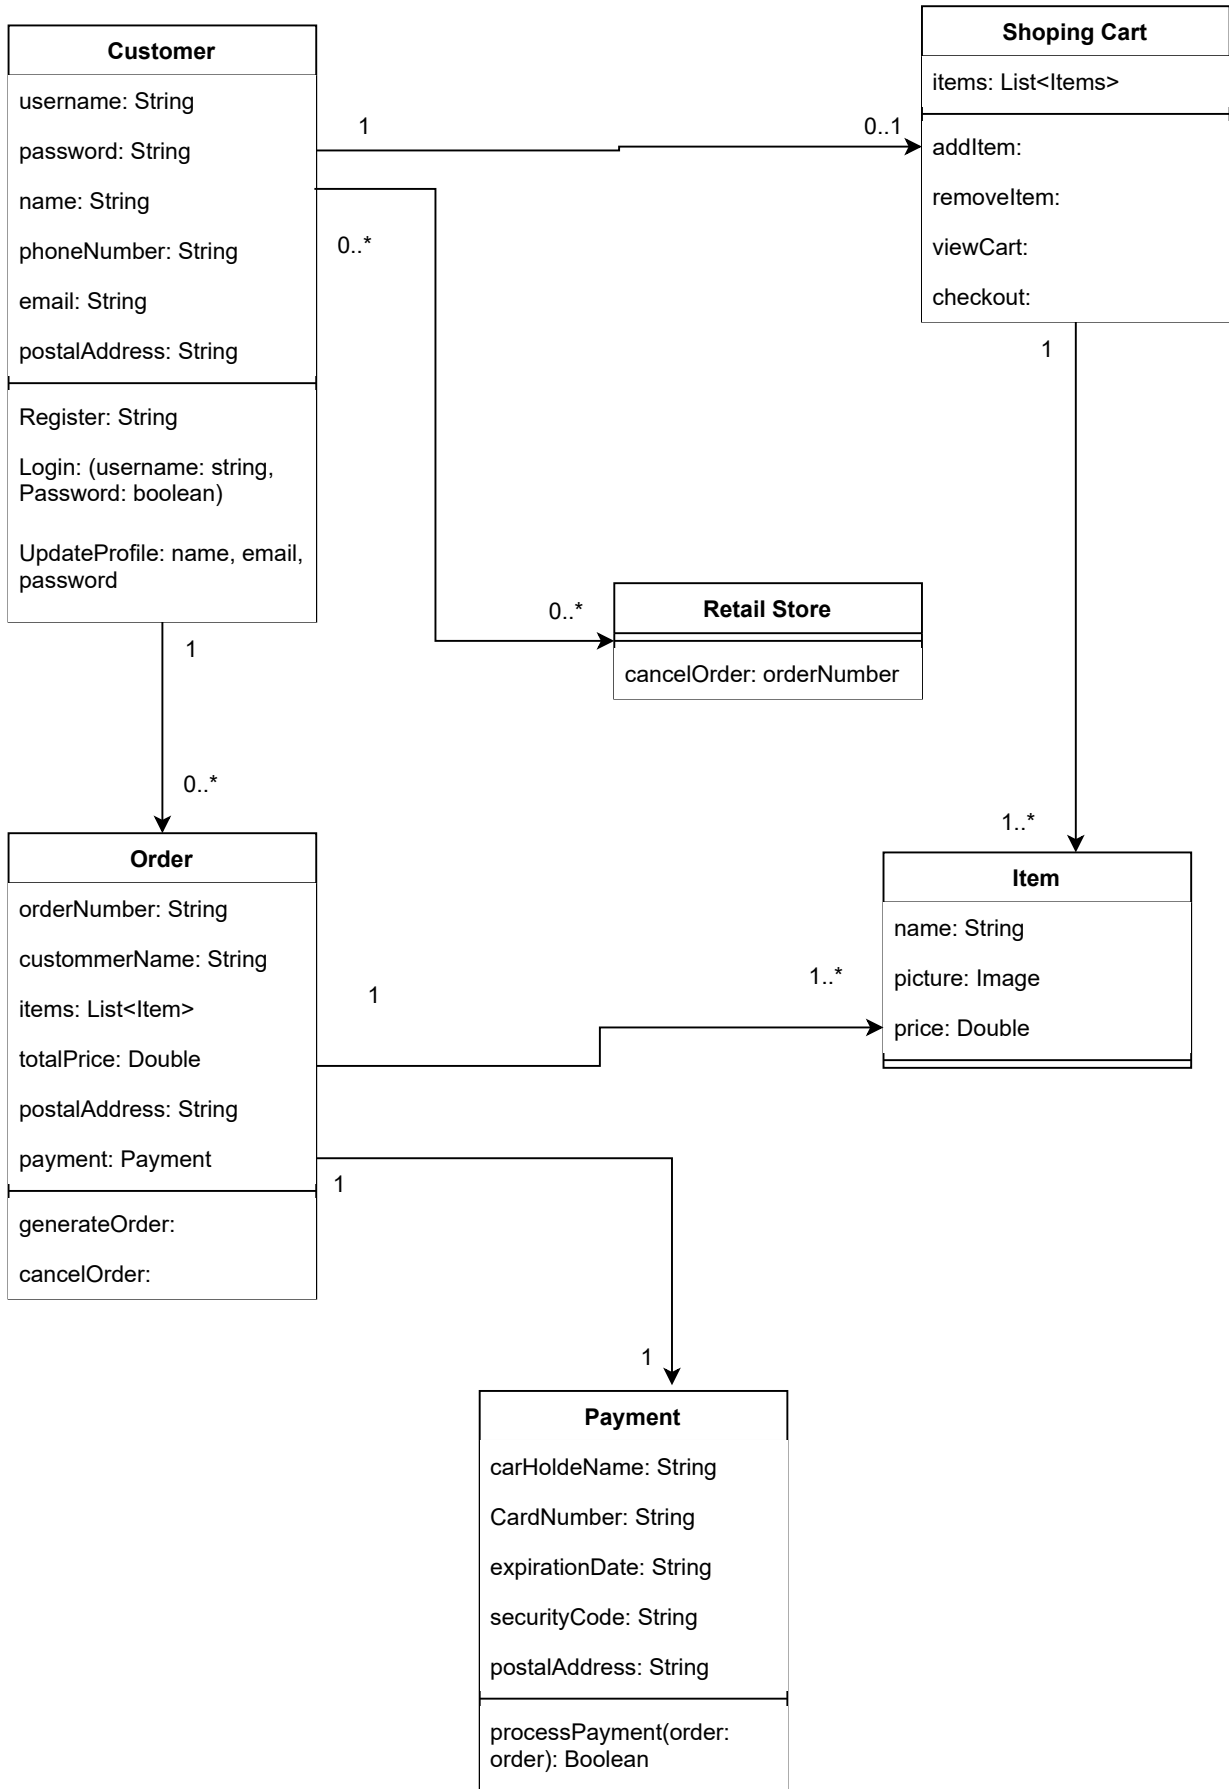 Customer
username: String
password: String
name: String
phoneNumber: String
email: String
postalAddress: String
Register: String
Login: (username: string,
Password: boolean)
UpdateProfile: name, email,
password
1
0..1
0..*
Shoping Cart
items: List<Items>
addItem:
removeItem:
viewCart:
checkout:
1
0..*
Retail Store
cancelOrder: orderNumber
1
0..*
1..*
Order
orderNumber: String
custommerName: String
items: List<Item>
totalPrice: Double
postalAddress: String
payment: Payment
generateOrder:
cancelOrder:
1
1..*
Item
name: String
picture: Image
price: Double
1
1
Payment
carHoldeName: String
CardNumber: String
expirationDate: String
securityCode: String
postalAddress: String
processPayment(order:
order): Boolean